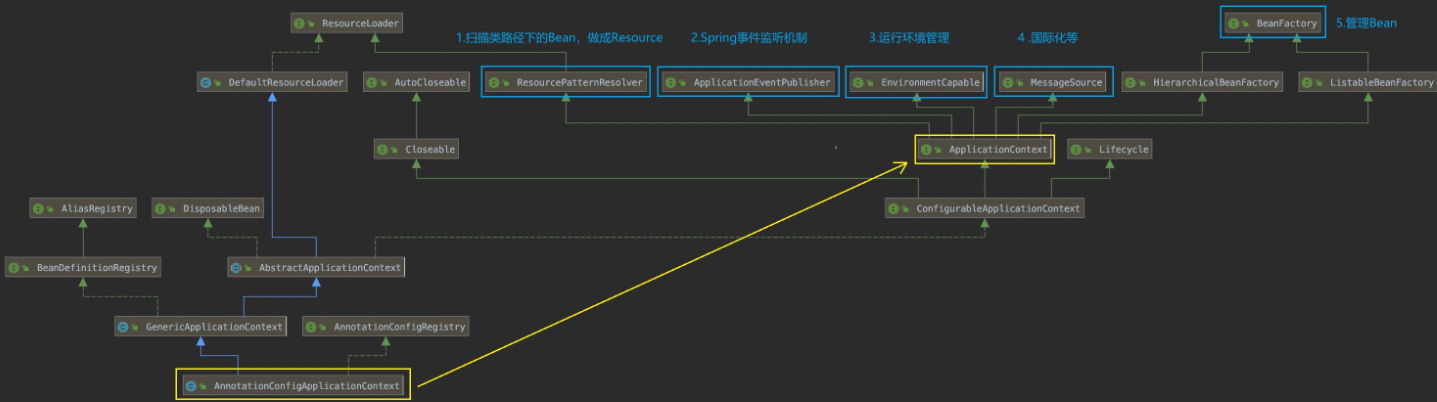 ResourceLoader
BeanFactory
5.管理Bean
1.扫描类路径下的Bean，做成Resource
2.Spring事件监听机制
3.运行环境管理
4 .国际化等
DefaultResourceLoader
AutoCloseable
ResourcePatternResolver
ApplicationEventPublisher
EnvironmentCapable
MessageSource
HierarchicalBeanFactory
ListableBeanFactory
Closeable
ApplicationContext
Lifecycle
AliasRegistry
DisposableBean
ConfigurableApplicationContext
BeanDefinitionRegistry
AbstractApplicationContext
GenericApplicationContext
AnnotationConfigRegistry
AnnotationConfigApplicationContext